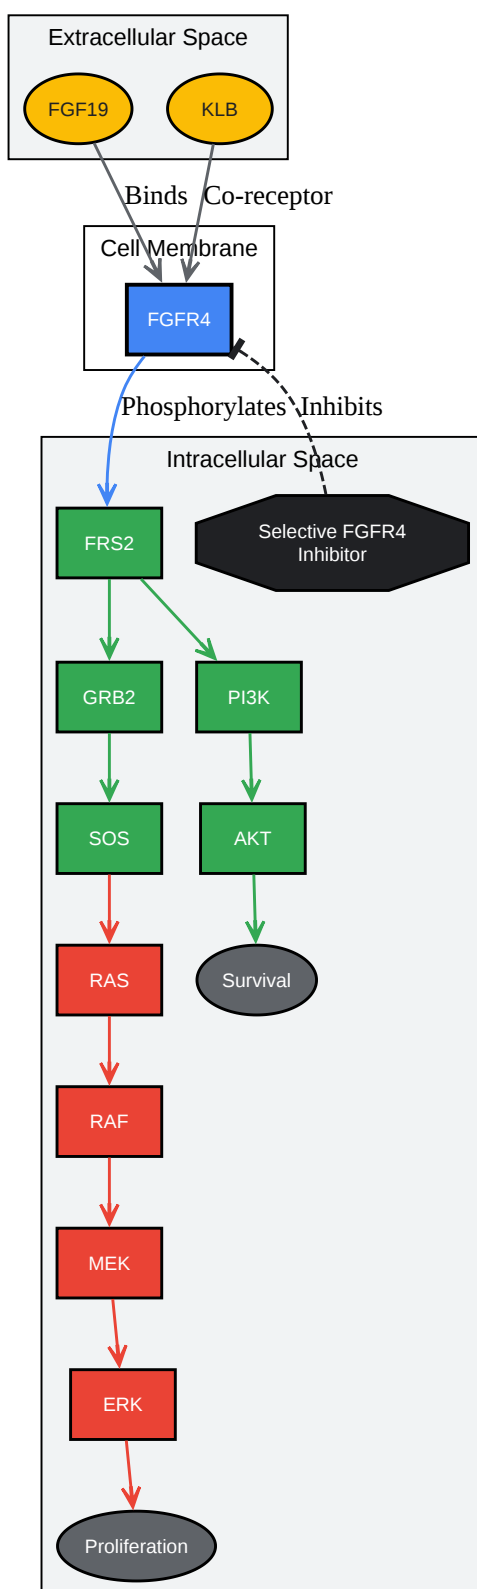 Extracellular Space
FGF19
KLB
Binds
Co-receptor
Cell Membrane
FGFR4
Phosphorylates
Inhibits
Intracellular Space
FRS2
Selective FGFR4
Inhibitor
GRB2
PI3K
SOS
AKT
RAS
Survival
RAF
MEK
ERK
Proliferation